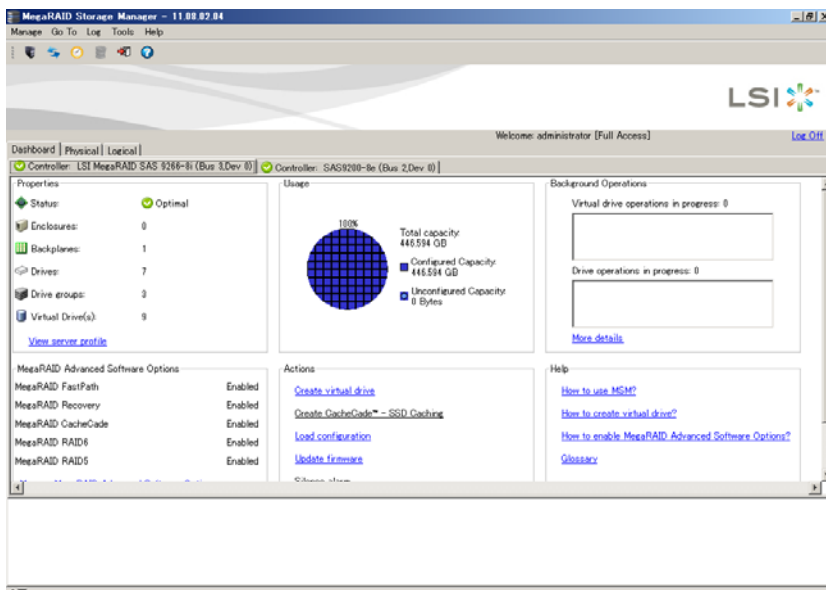 MegaRAID Storage Manager - 11.08.02.04
Manage Go To Log Tools Help
LSI
Welcome: administrator [Full Access]
Log Off
Dashboard Physical Logical
Controller: LSI MegaRAID SAS 9266-8i (Bus 3,Dev 0)
Controller: SAS9200-8e (Bus 2,Dev 0)
Properties
Status: Optimal
Enclosures: 0
Backplanes: 1
Drives: 7
Drive groups: 3
Virtual Drive(s): 9
View server profile
Usage
100%
Total capacity:
446.594 GB
Configured Capacity:
446.594 GB
Unconfigured Capacity:
0 Bytes
Background Operations
Virtual drive operations in progress: 0
Drive operations in progress: 0
More details
MegaRAID Advanced Software Options
MegaRAID FastPath Enabled
MegaRAID Recovery Enabled
MegaRAID CacheCade Enabled
MegaRAID RAID6 Enabled
MegaRAID RAID5 Enabled
Actions
Create virtual drive
Create CacheCade™ - SSD Caching
Load configuration
Update firmware
Silence alarm
Help
How to use MSM?
How to create virtual drive?
How to enable MegaRAID Advanced Software Options?
Glossary